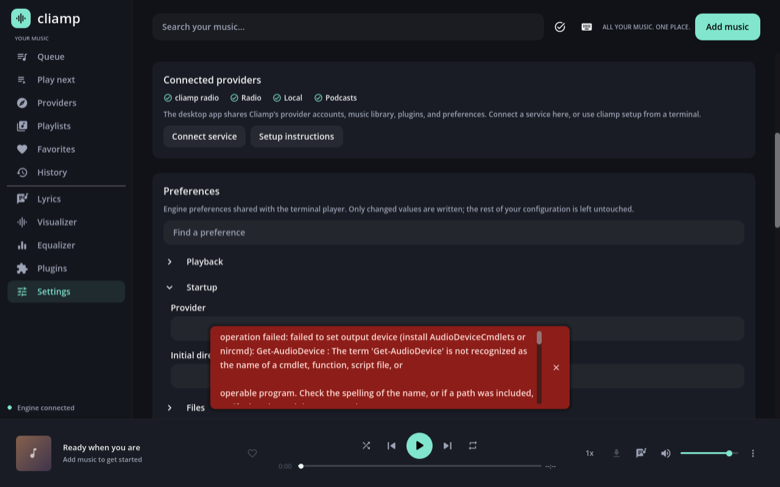 cliamp
YOUR MUSIC
Queue
Play next
Providers
Playlists
Favorites
History
Lyrics
Visualizer
Equalizer
Plugins
Settings
Engine connected
Search your music...
ALL YOUR MUSIC. ONE PLACE.
Add music
Connected providers
cliamp radio
Radio
Local
Podcasts
The desktop app shares Cliamp's provider accounts, music library, plugins, and preferences. Connect a service here, or use cliamp setup from a terminal.
Connect service
Setup instructions
Preferences
Engine preferences shared with the terminal player. Only changed values are written; the rest of your configuration is left untouched.
Find a preference
Playback
Startup
Provider
Initial dir
Files
operation failed: failed to set output device (install AudioDeviceCmdlets or
nircmd): Get-AudioDevice : The term 'Get-AudioDevice' is not recognized as
the name of a cmdlet, function, script file, or
operable program. Check the spelling of the name, or if a path was included,
Ready when you are
Add music to get started
0:00
--:--
1x